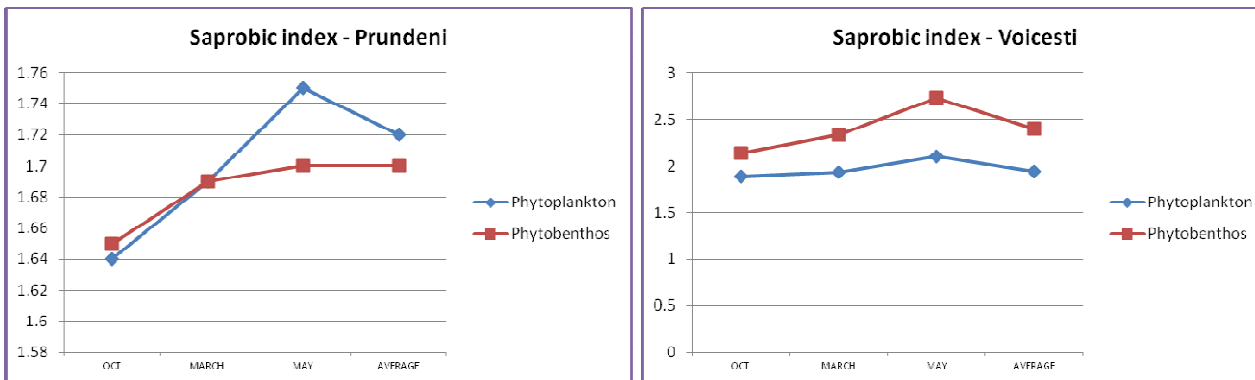 Saprobic index - Prundeni
1.76
1.74
1.72
1.7
1.68
1.66
1.64
1.62
1.6
1.58
OCT MARCH MAY AVERAGE
Phytoplankton
Phytobenthos
Saprobic index - Voicesti
3
2.5
2
1.5
1
0.5
0
OCT MARCH MAY AVERAGE
Phytoplankton
Phytobenthos